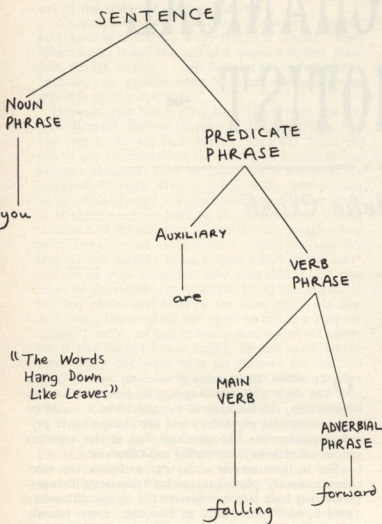 SENTENCE
NOUN
PHRASE
PREDICATE
PHRASE
you
AUXILIARY
VERB
PHRASE
are
"The Words
Hang Down
Like Leaves"
MAIN
VERB
ADVERBIAL
PHRASE
falling
forward